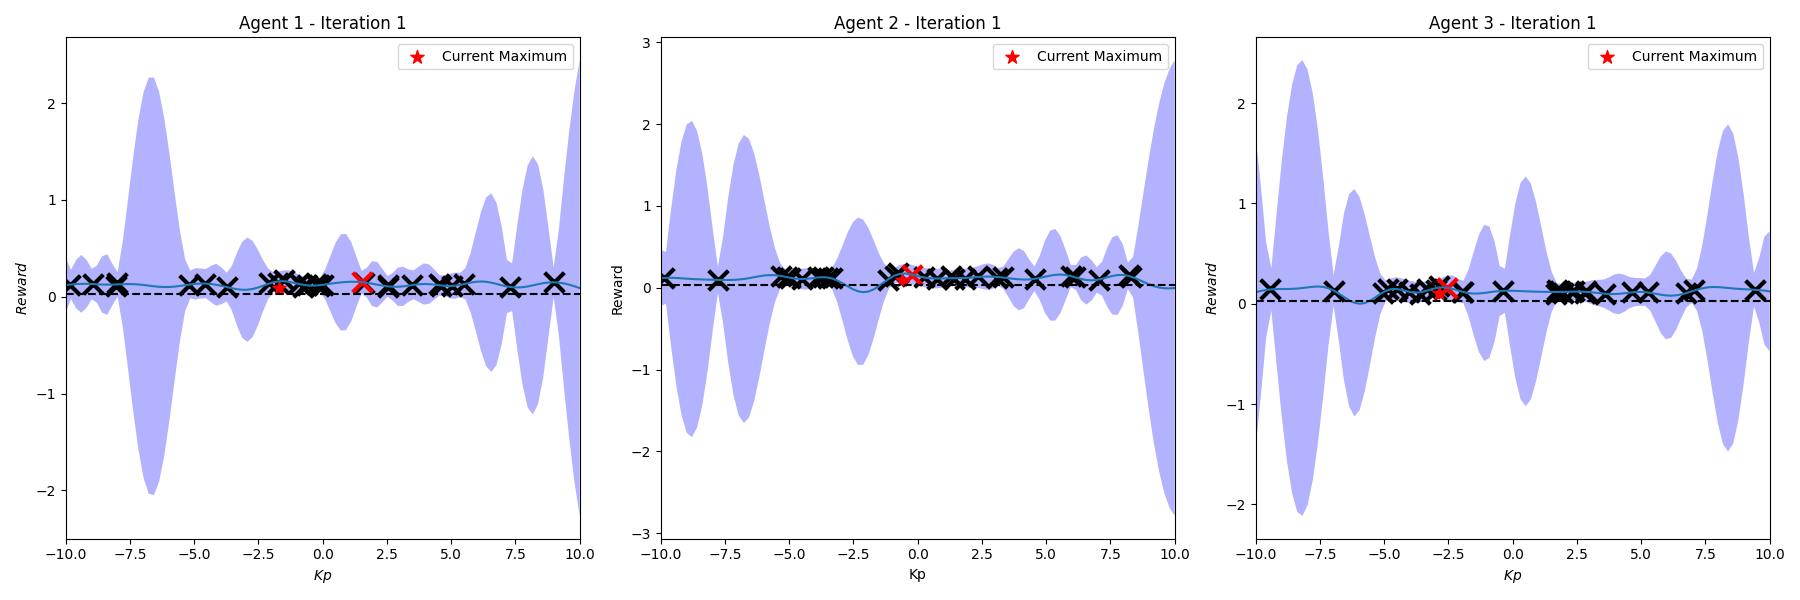 Agent 1 - Iteration 1
Current Maximum
Reward
2
1
0
−1
−2
−10.0 −7.5 −5.0 −2.5 0.0 2.5 5.0 7.5 10.0
Kp
Agent 2 - Iteration 1
Current Maximum
Reward
3
2
1
0
−1
−2
−3
−10.0 −7.5 −5.0 −2.5 0.0 2.5 5.0 7.5 10.0
Kp
Agent 3 - Iteration 1
Current Maximum
Reward
2
1
0
−1
−2
−10.0 −7.5 −5.0 −2.5 0.0 2.5 5.0 7.5 10.0
Kp